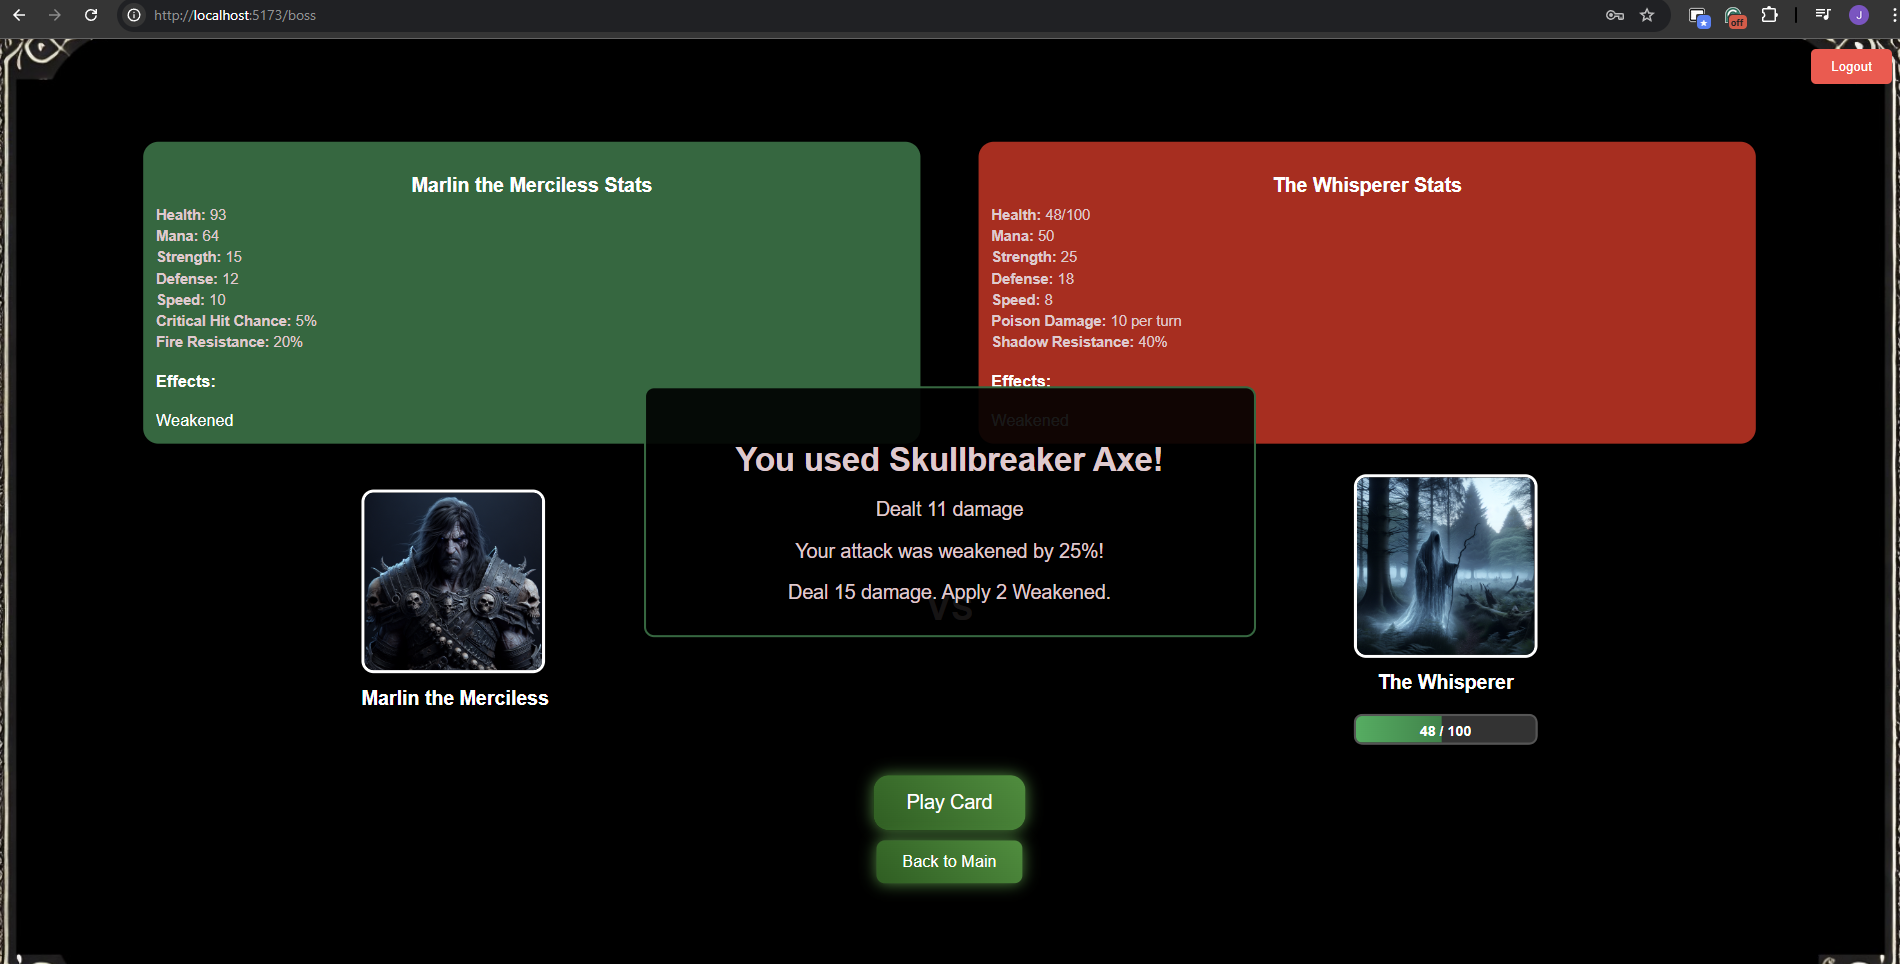 http://localhost:5173/boss
off
J
Logout
Marlin the Merciless Stats
Health: 93
Mana: 64
Strength: 15
Defense: 12
Speed: 10
Critical Hit Chance: 5%
Fire Resistance: 20%
Effects:
Weakened
The Whisperer Stats
Health: 48/100
Mana: 50
Strength: 25
Defense: 18
Speed: 8
Poison Damage: 10 per turn
Shadow Resistance: 40%
Effects:
Weakened
You used Skullbreaker Axe!
Dealt 11 damage
Your attack was weakened by 25%!
Deal 15 damage. Apply 2 Weakened.
VS
Marlin the Merciless
The Whisperer
48 / 100
Play Card
Back to Main